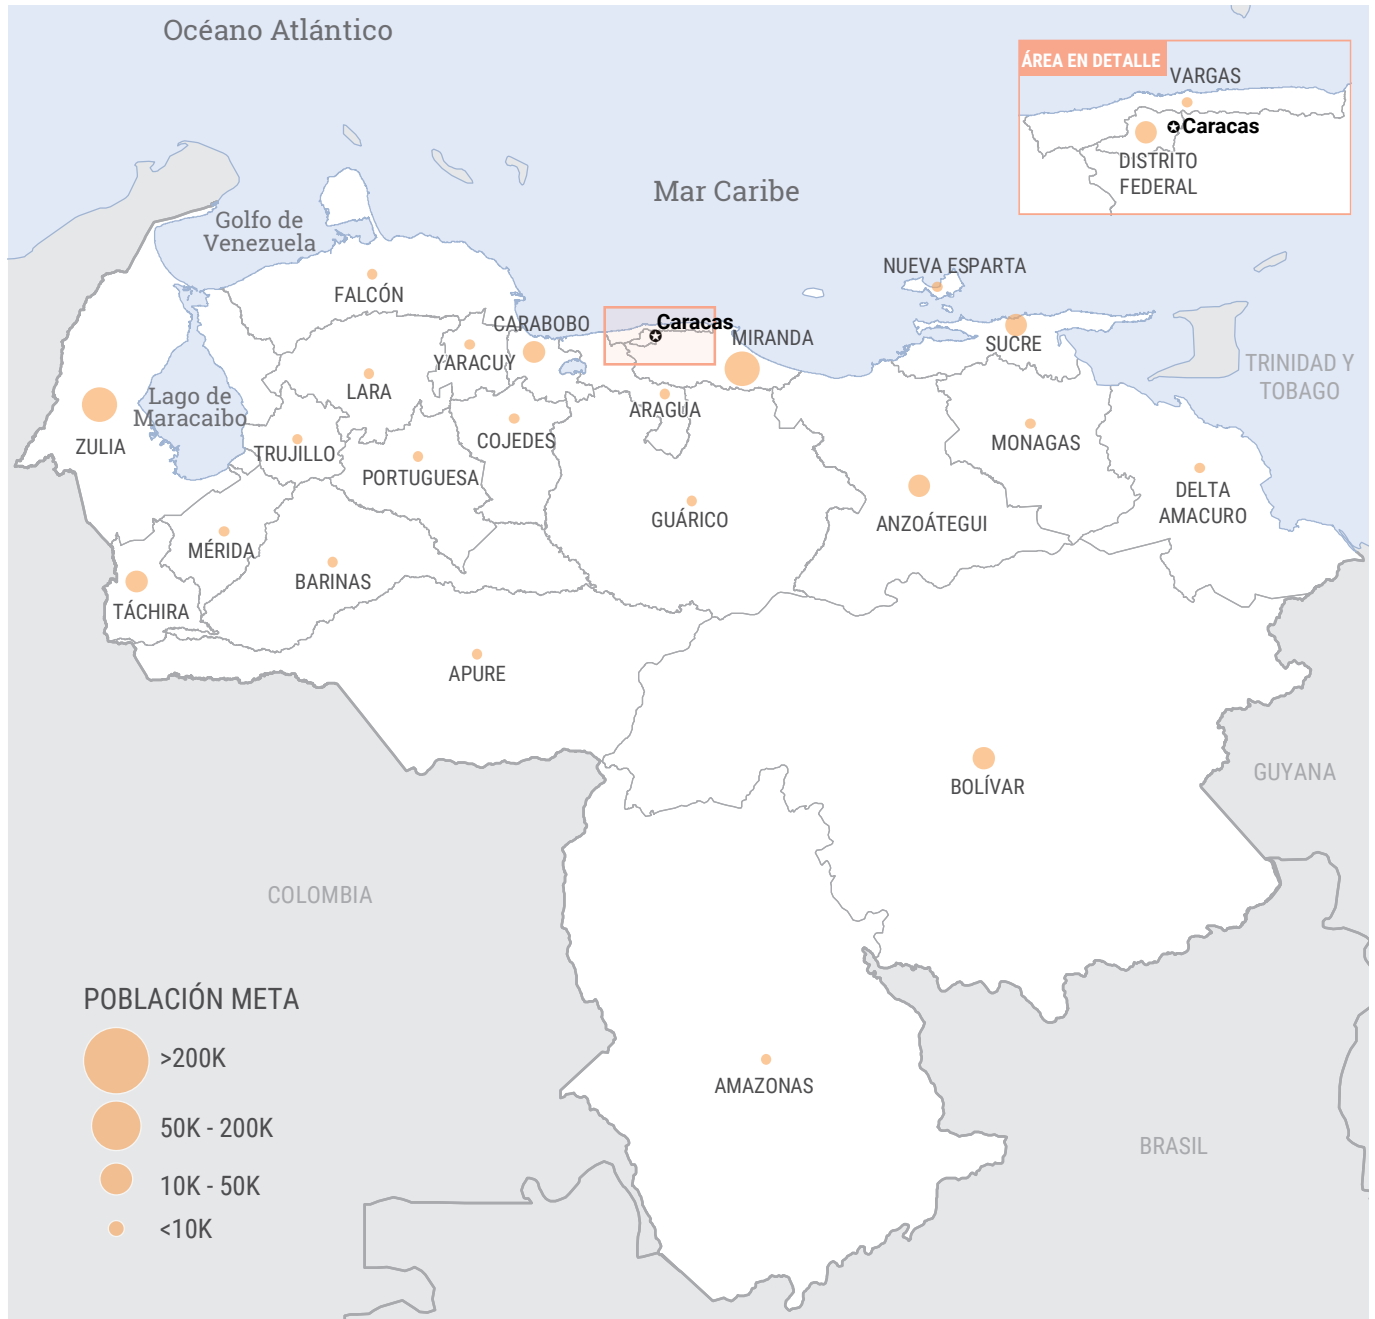 Océano Atlántico
ÁREA EN DETALLE
VARGAS
Caracas
DISTRITO
FEDERAL
Mar Caribe
Golfo de
Venezuela
NUEVA ESPARTA
FALCÓN
CARABOBO
Caracas
MIRANDA
SUCRE
YARACUY
TRINIDAD Y
TOBAGO
LARA
Lago de
Maracaibo
ARAGUA
ZULIA
TRUJILLO
COJEDES
MONAGAS
PORTUGUESA
DELTA
AMACURO
GUÁRICO
ANZOÁTEGUI
MÉRIDA
BARINAS
TÁCHIRA
APURE
GUYANA
BOLÍVAR
COLOMBIA
POBLACIÓN META
>200K
50K - 200K
10K - 50K
<10K
AMAZONAS
BRASIL